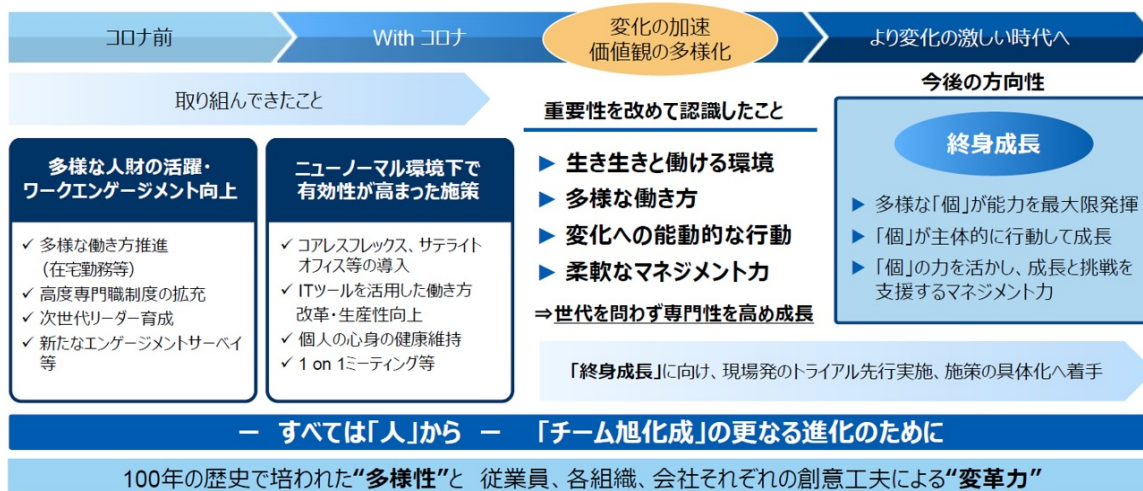 コロナ前
With コロナ
変化の加速
価値観の多様化
より変化の激しい時代へ
取り組んできたこと
多様な人財の活躍・
ワークエンゲージメント向上
✓ 多様な働き方推進
(在宅勤務等)
✓ 高度専門職制度の拡充
✓ 次世代リーダー育成
✓ 新たなエンゲージメントサーベイ
等
ニューノーマル環境下で
有効性が高まった施策
✓ コアレスフレックス、サテライト
オフィス等の導入
✓ ITツールを活用した働き方
改革・生産性向上
✓ 個人の心身の健康維持
✓ 1 on 1ミーティング等
重要性を改めて認識したこと
▶ 生き生きと働ける環境
▶ 多様な働き方
▶ 変化への能動的な行動
▶ 柔軟なマネジメント力
⇒世代を問わず専門性を高め成長
今後の方向性
終身成長
▶ 多様な「個」が能力を最大限発揮
▶ 「個」が主体的に行動して成長
▶ 「個」の力を活かし、成長と挑戦を
支援するマネジメント力
「終身成長」に向け、現場発のトライアル先行実施、施策の具体化へ着手
― すべては「人」から ― 「チーム旭化成」の更なる進化のために
100年の歴史で培われた“多様性”と 従業員、各組織、会社それぞれの創意工夫による“変革力”